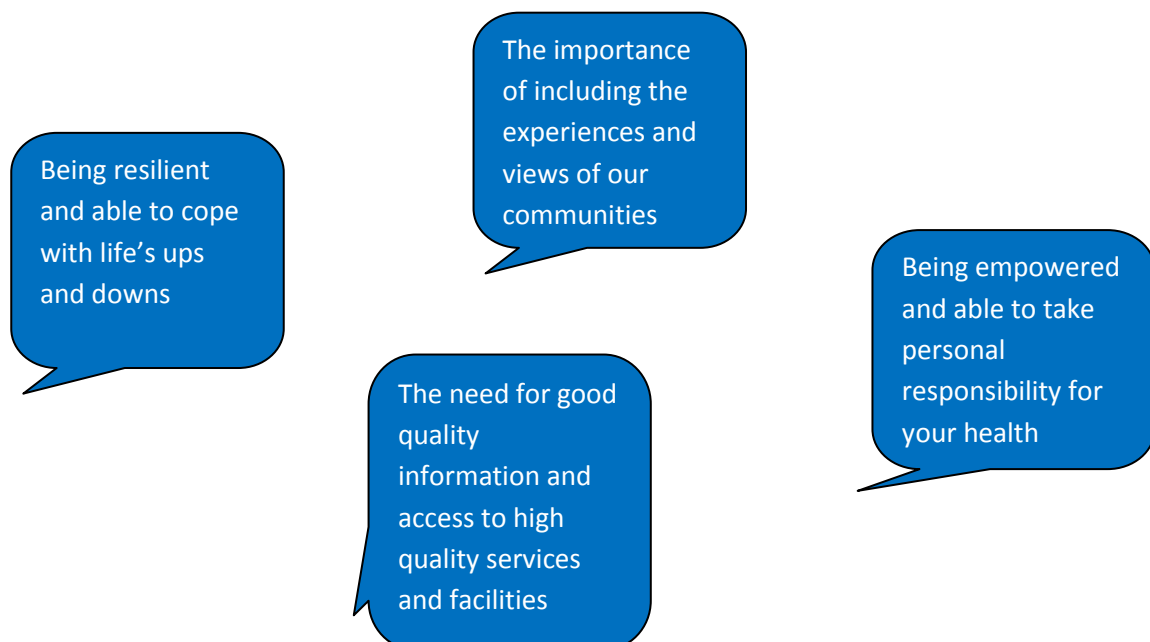 The importance
of including the
experiences and
views of our
communities
Being resilient
and able to cope
with life’s ups
and downs
Being empowered
and able to take
personal
responsibility for
your health
The need for good
quality
information and
access to high
quality services
and facilities